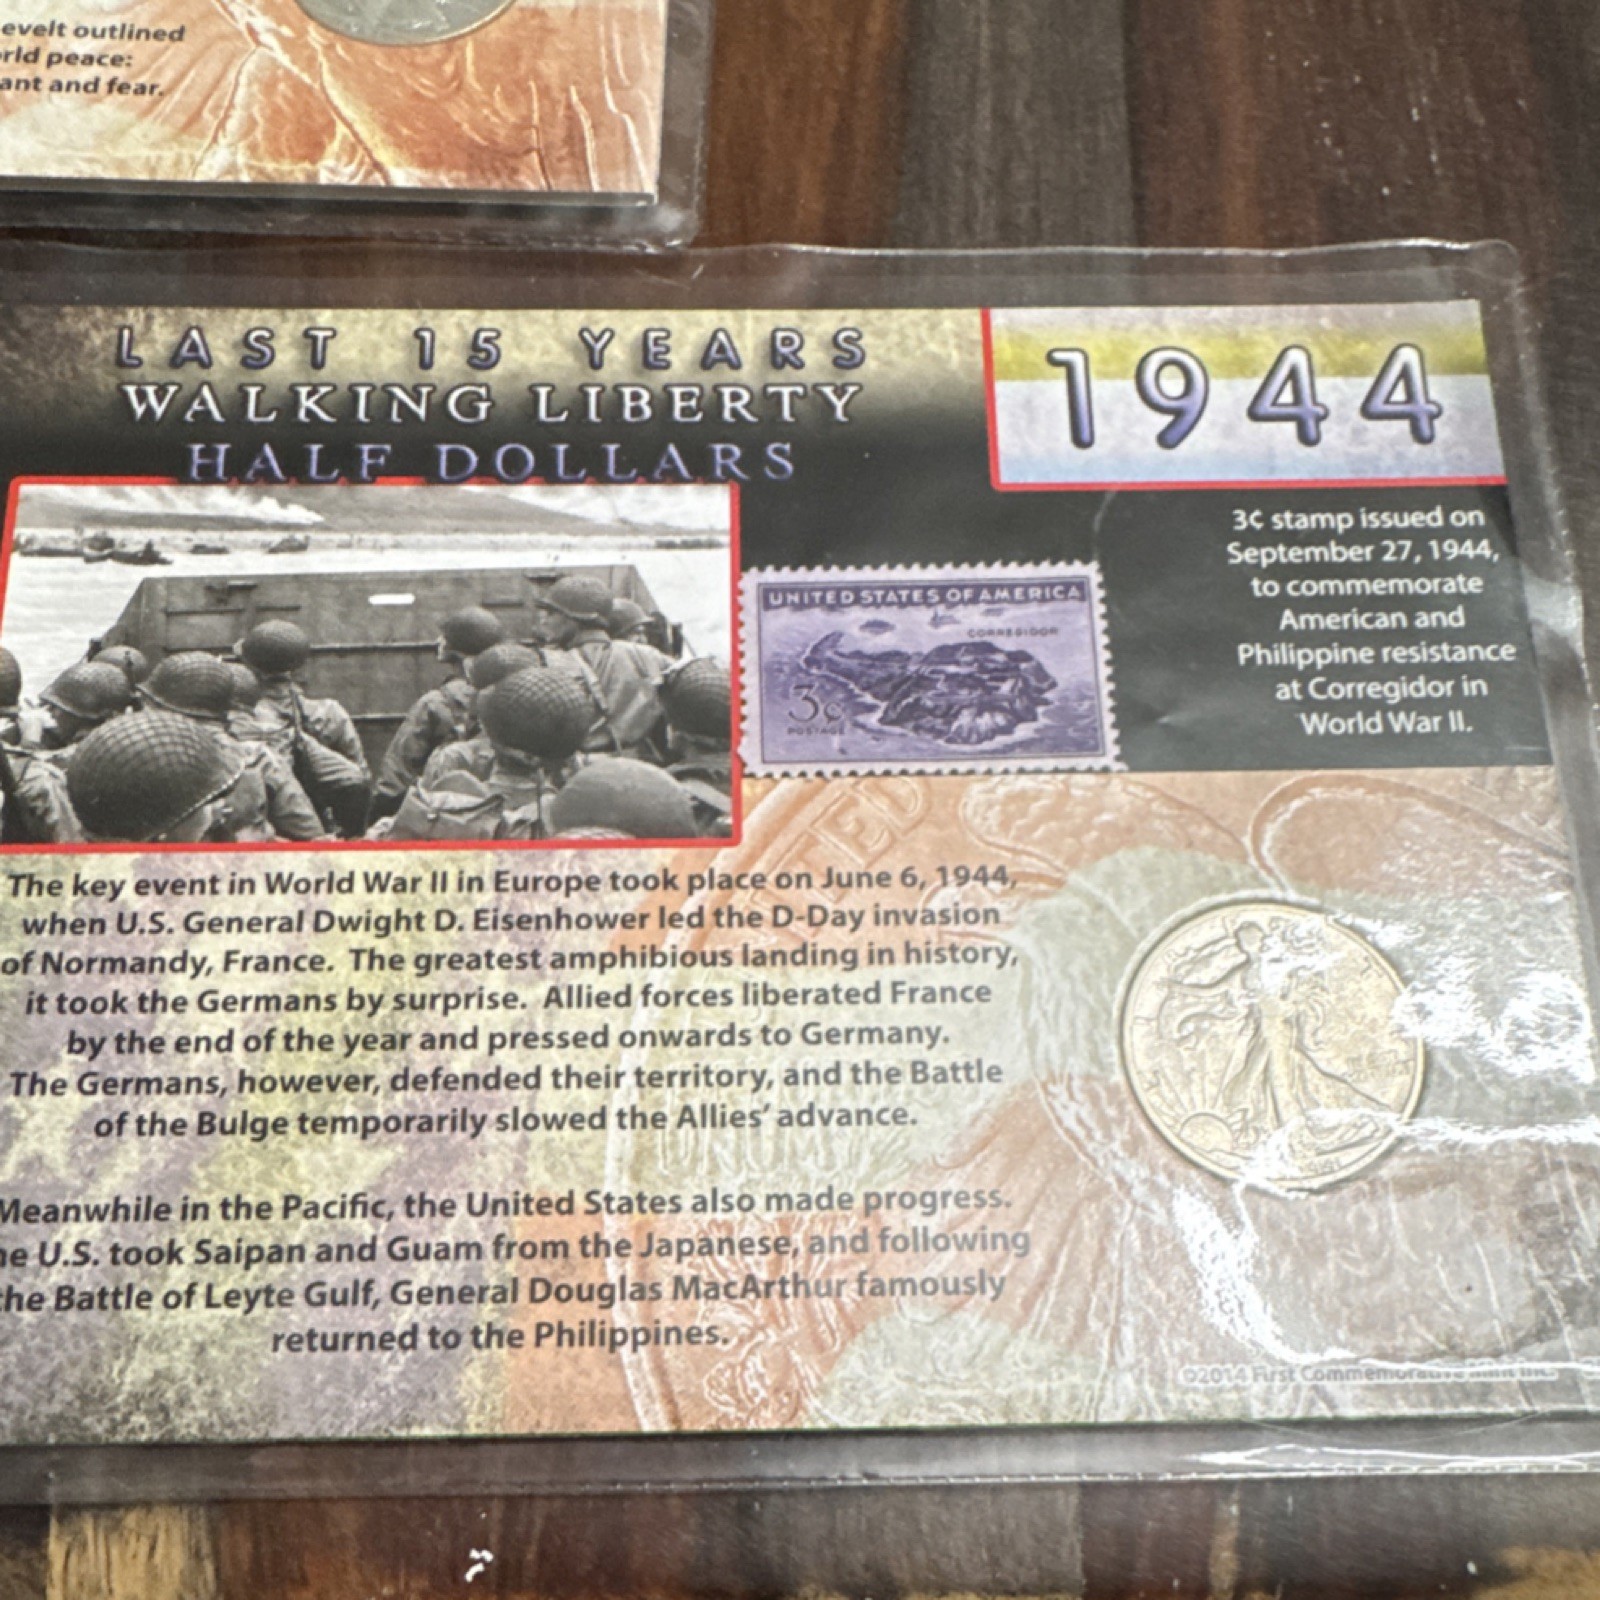 evelt outlined
rld peace:
ant and fear.
LAST 15 YEARS
WALKING LIBERTY
HALF DOLLARS
1944
3¢ stamp issued on
September 27, 1944,
to commemorate
American and
Philippine resistance
at Corregidor in
World War II.
UNITED STATES OF AMERICA
CORREGIDOR
3¢
POSTAGE
UNITED
The key event in World War II in Europe took place on June 6, 1944,
when U.S. General Dwight D. Eisenhower led the D-Day invasion
of Normandy, France. The greatest amphibious landing in history,
it took the Germans by surprise. Allied forces liberated France
by the end of the year and pressed onwards to Germany.
The Germans, however, defended their territory, and the Battle
of the Bulge temporarily slowed the Allies' advance.
UNUM
Meanwhile in the Pacific, the United States also made progress.
he U.S. took Saipan and Guam from the Japanese, and following
the Battle of Leyte Gulf, General Douglas MacArthur famously
returned to the Philippines.
©2014 First Commemorative Mint Inc.